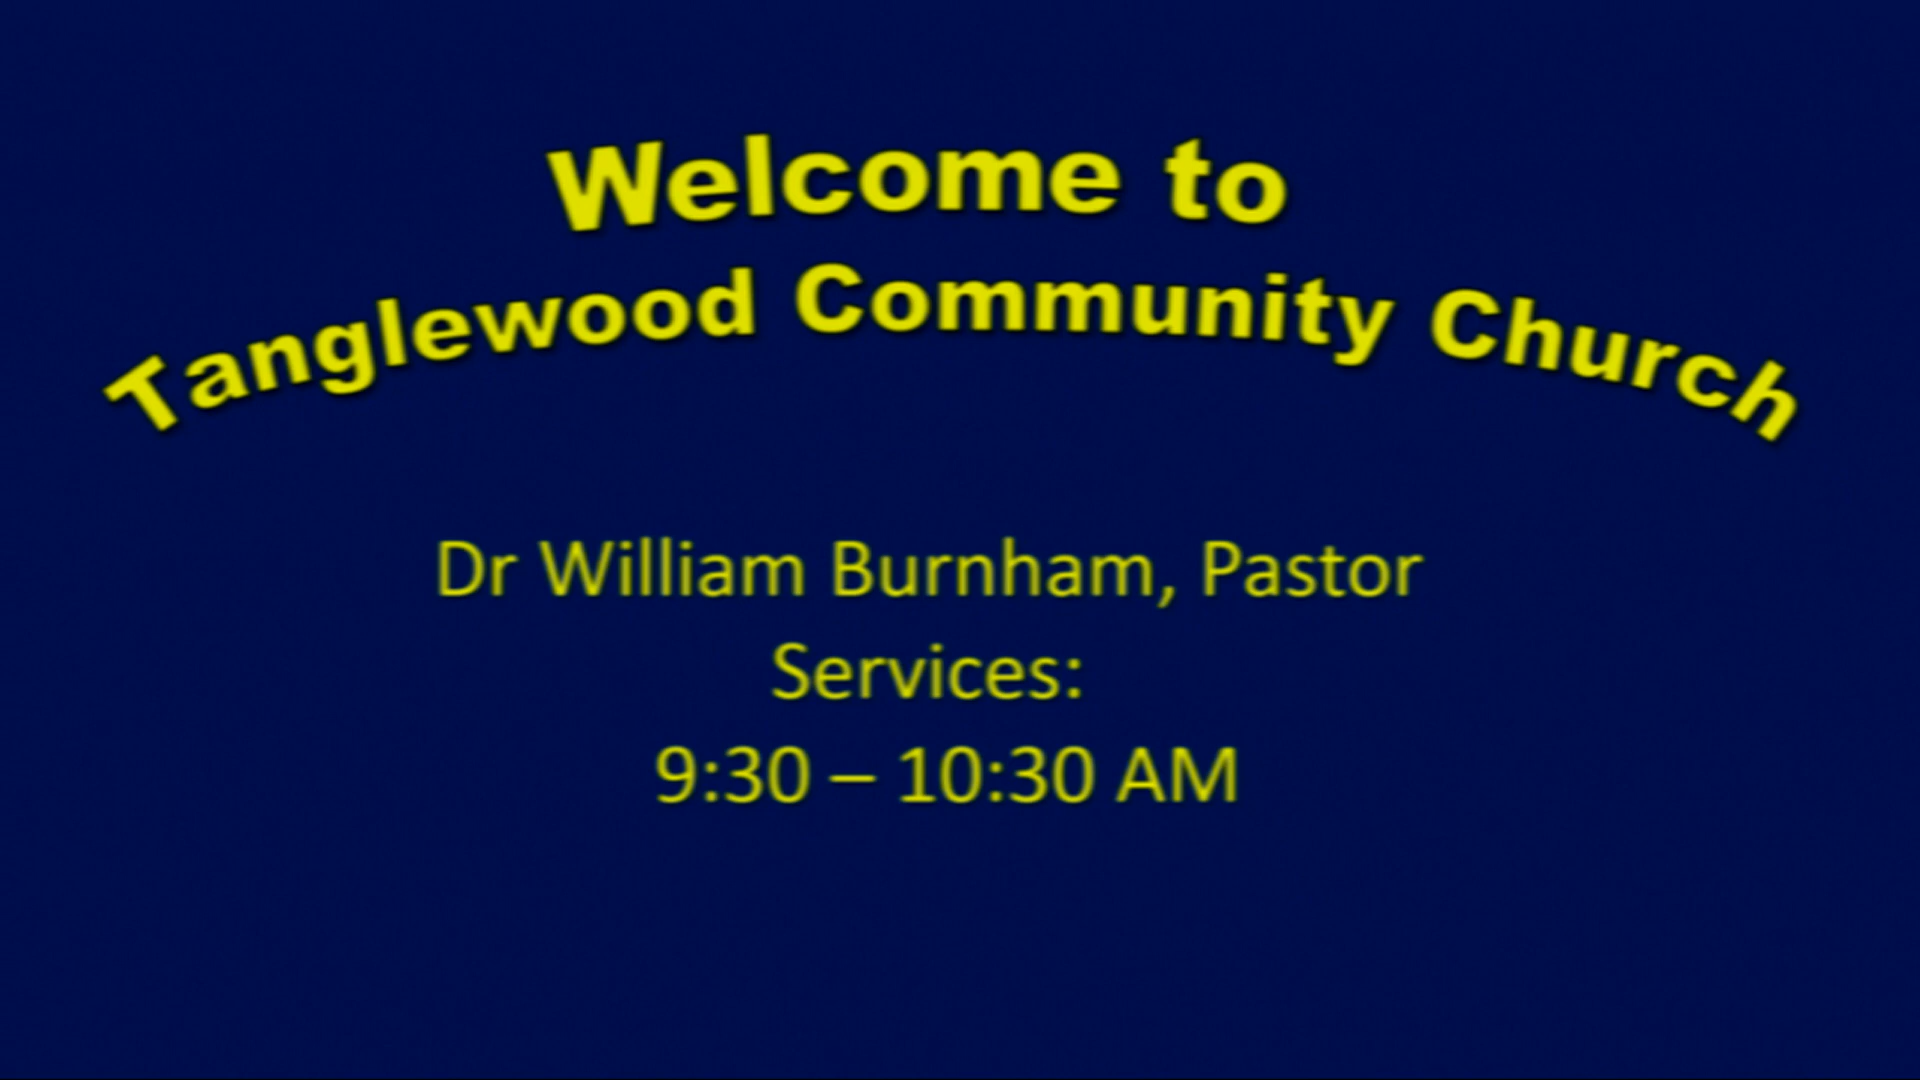 Welcome to
Tanglewood Community Church
Dr William Burnham, Pastor
Services:
9:30 – 10:30 AM